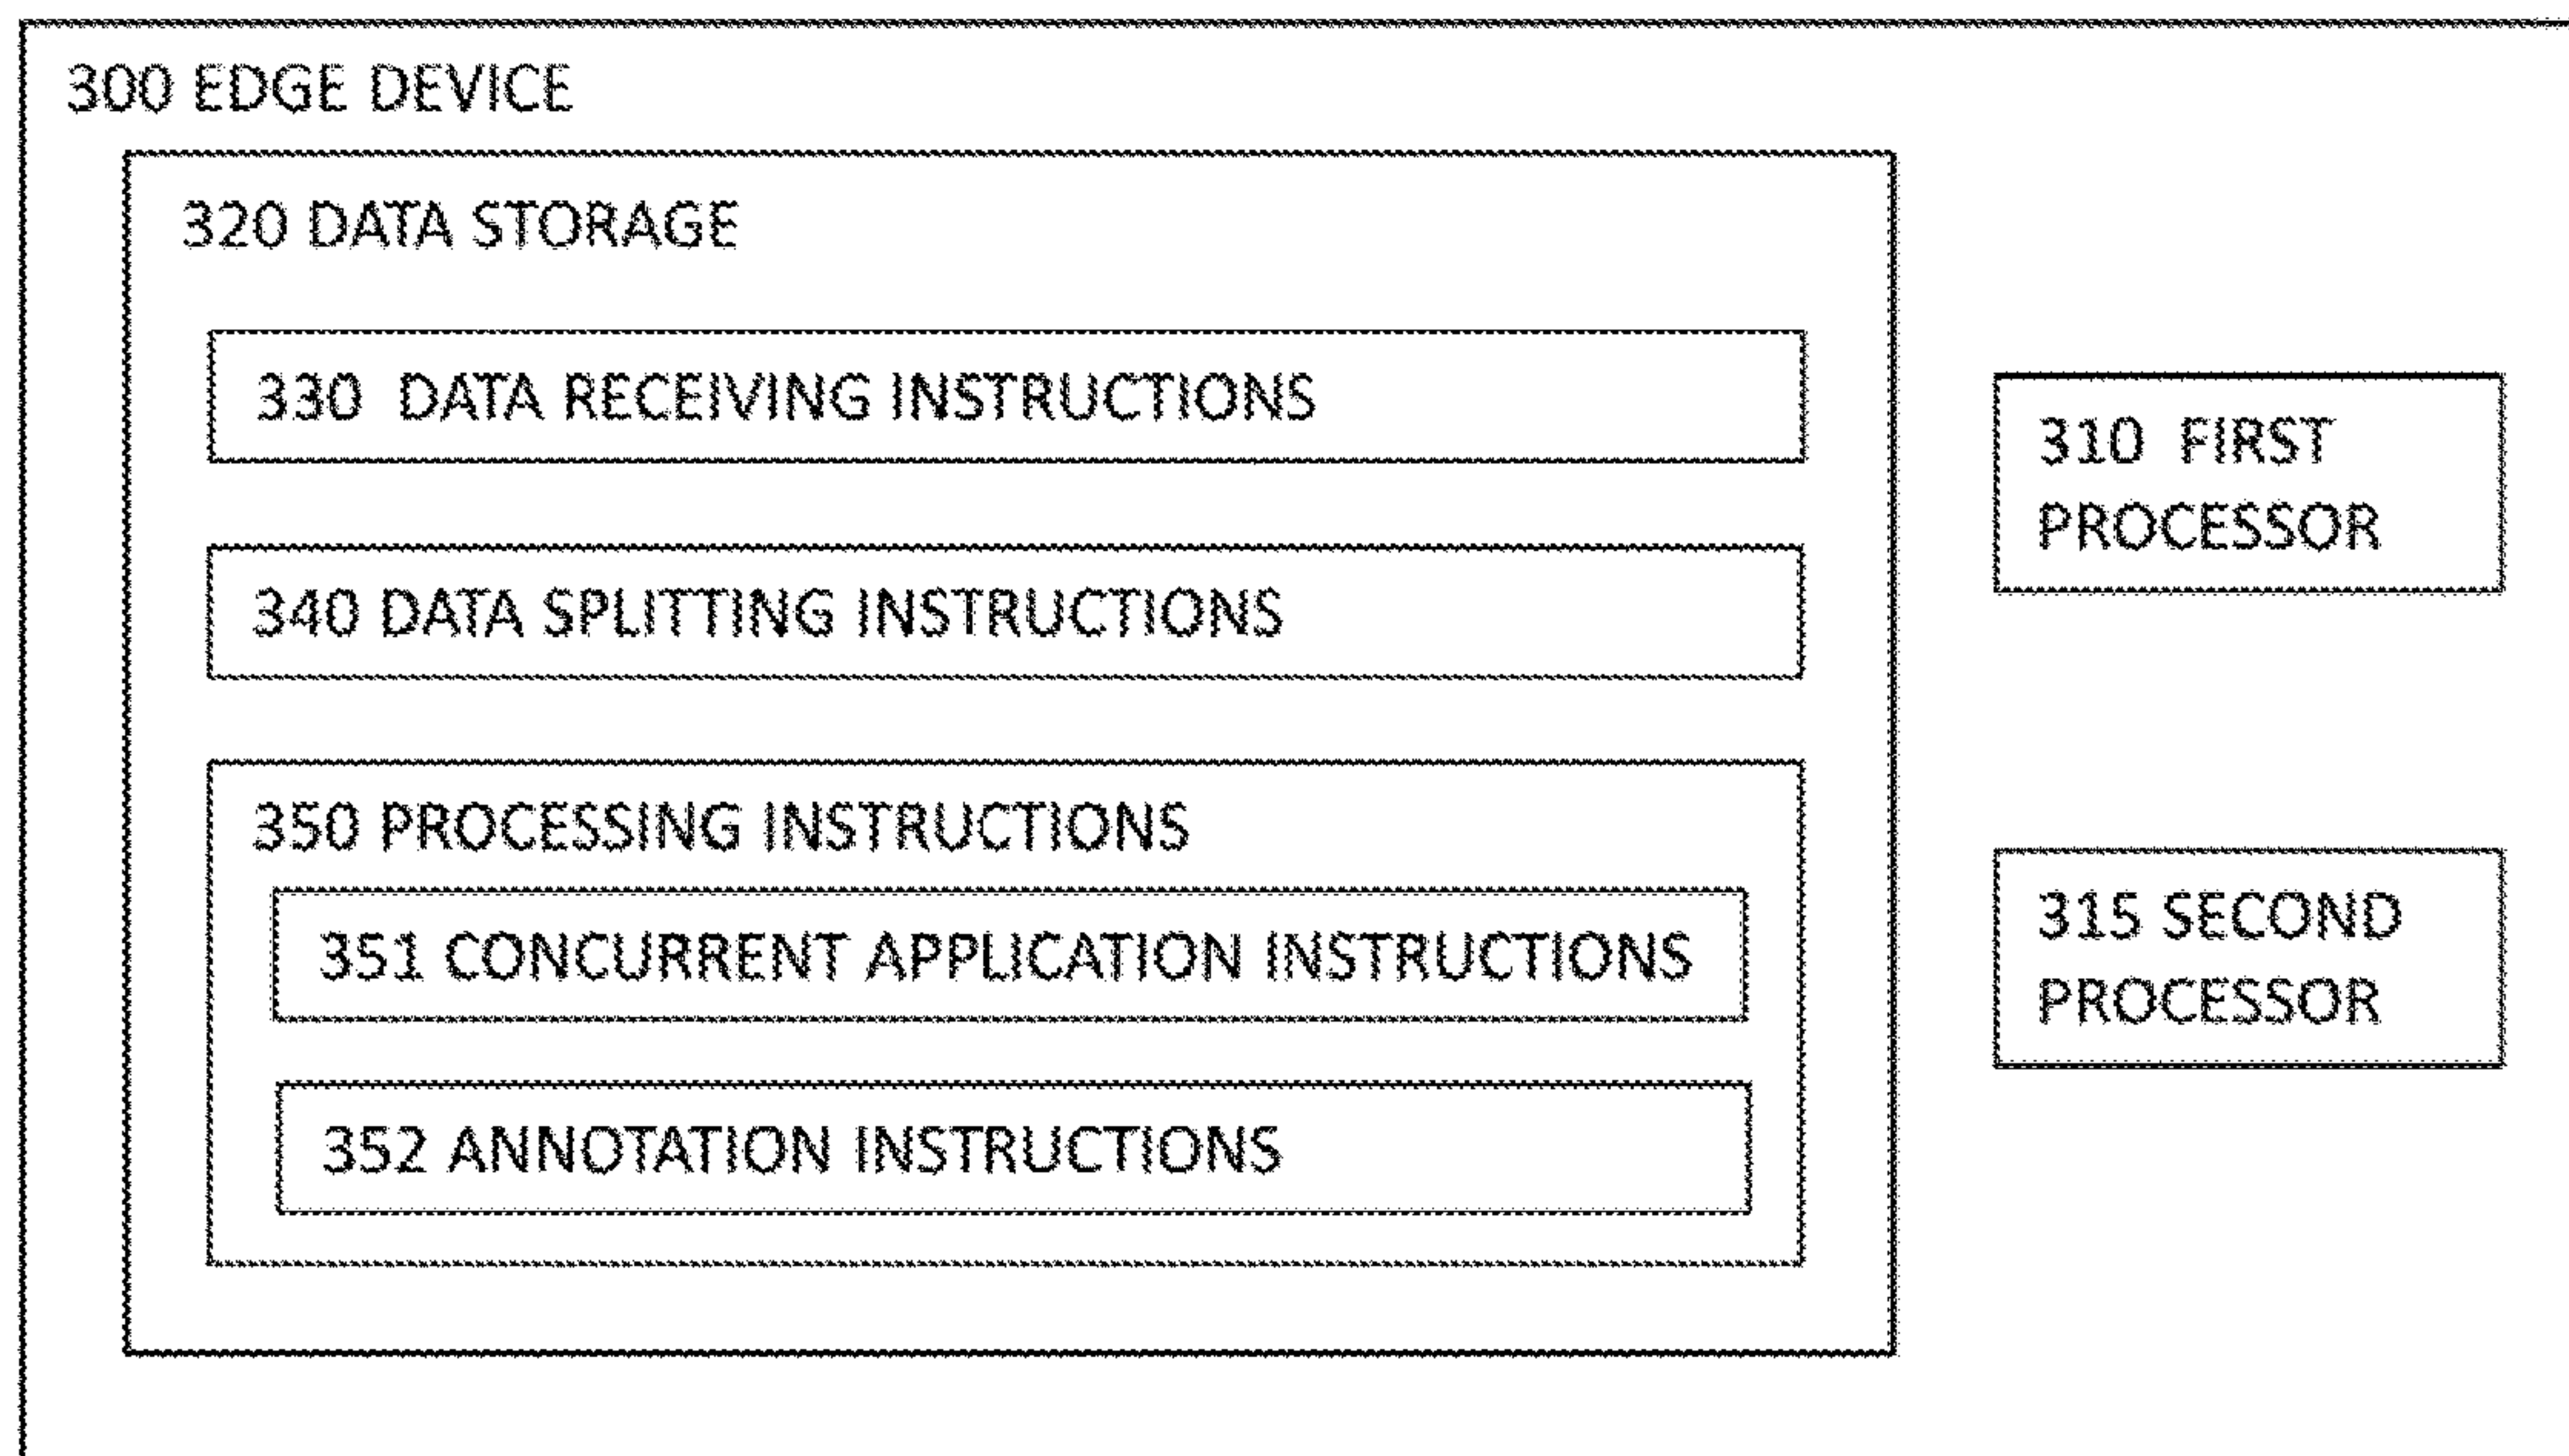 300 EDGE DEVICE
320 DATA STORAGE
330 DATA RECEIVING INSTRUCTIONS
340 DATA SPLITTING INSTRUCTIONS
350 PROCESSING INSTRUCTIONS
351 CONCURRENT APPLICATION INSTRUCTIONS
352 ANNOTATION INSTRUCTIONS
310 FIRST
PROCESSOR
315 SECOND
PROCESSOR